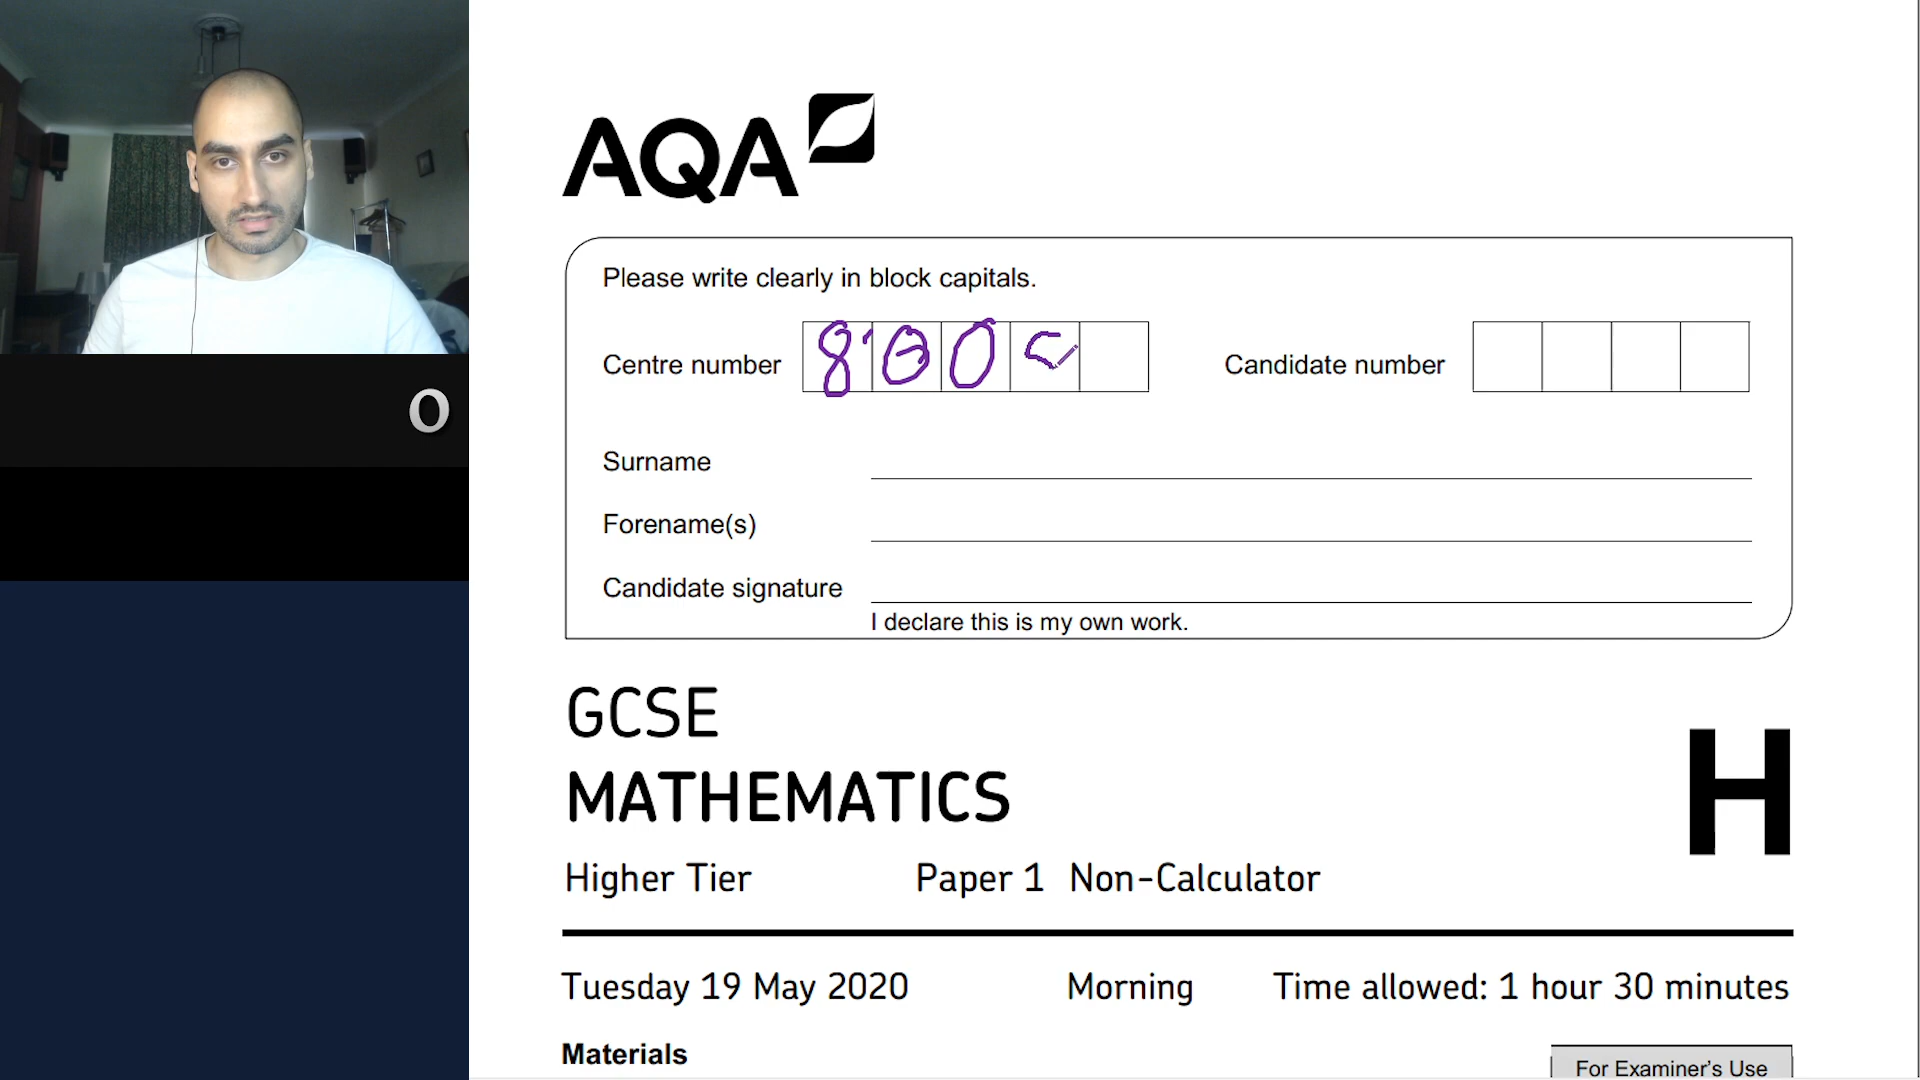 AQA
Please write clearly in block capitals.
Centre number 8 0 0
Candidate number
Surname
Forename(s)
Candidate signature
I declare this is my own work.
O
GCSE
MATHEMATICS
H
Higher Tier Paper 1 Non-Calculator
Tuesday 19 May 2020 Morning Time allowed: 1 hour 30 minutes
Materials
For Examiner's Use